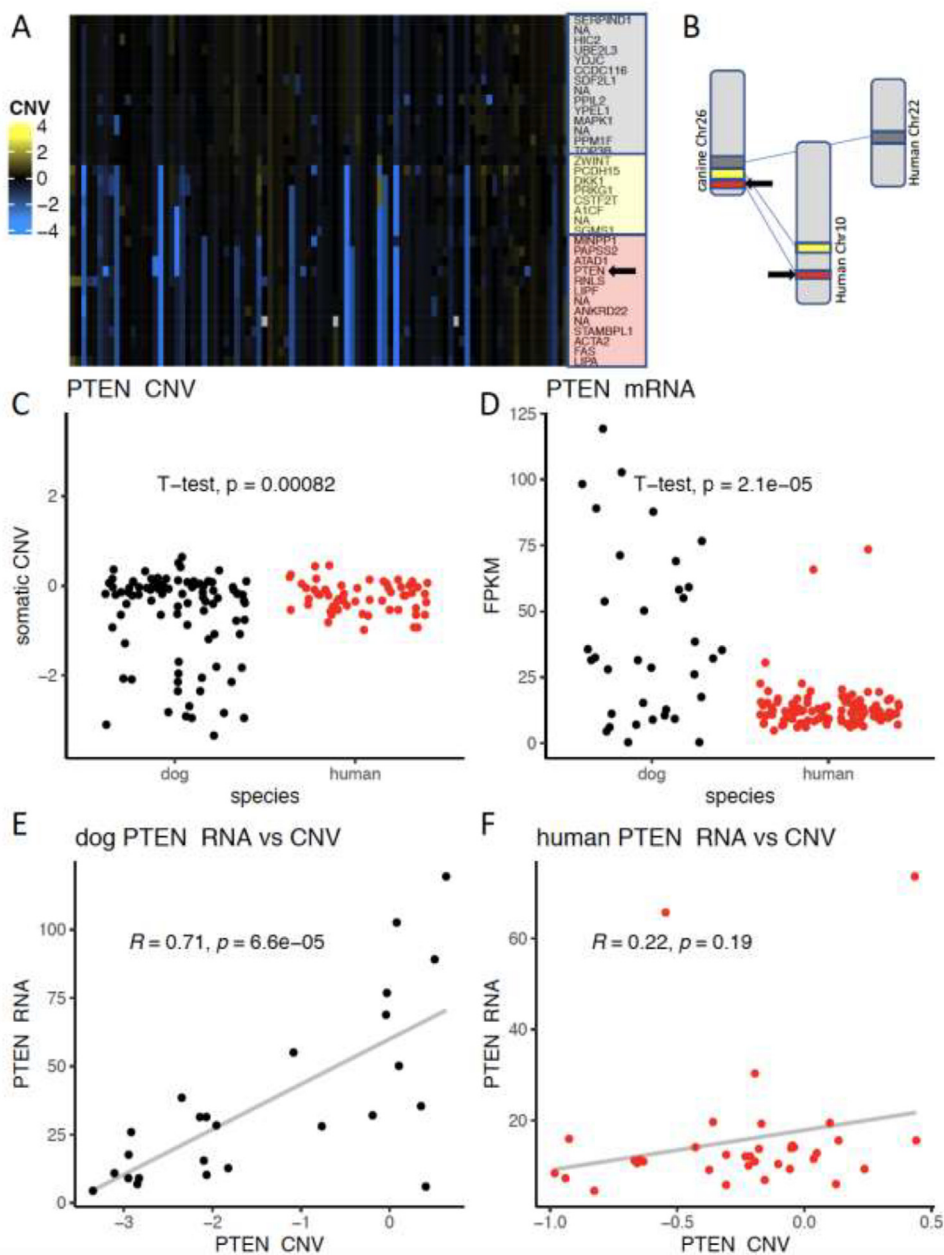 A
CNV
4
2
0
−2
−4
SERPIND1
NA
HIC2
UBE2L3
YDJC
CCDC116
SDF2L1
NA
PPIL2
YPEL1
MAPK1
NA
PPM1F
TOP3B
ZWINT
PCDH15
DKK1
PRKG1
CSTF2T
A1CF
NA
SGMS1
MINPP1
PAPSS2
ATAD1
PTEN
RNLS
LIPF
NA
ANKRD22
NA
STAMBPL1
ACTA2
FAS
LIPA
B
canine Chr26
Human Chr10
Human Chr22
C
PTEN CNV
T−test, p = 0.00082
somatic CNV
2
0
−2
dog
human
species
D
PTEN mRNA
T−test, p = 2.1e−05
FPKM
125
100
75
50
25
0
dog
human
species
E
dog PTEN RNA vs CNV
R = 0.71, p = 6.6e−05
PTEN RNA
100
75
50
25
0
−3
−2
−1
0
PTEN CNV
F
human PTEN RNA vs CNV
R = 0.22, p = 0.19
PTEN RNA
60
40
20
−1.0
−0.5
0.0
0.5
PTEN CNV